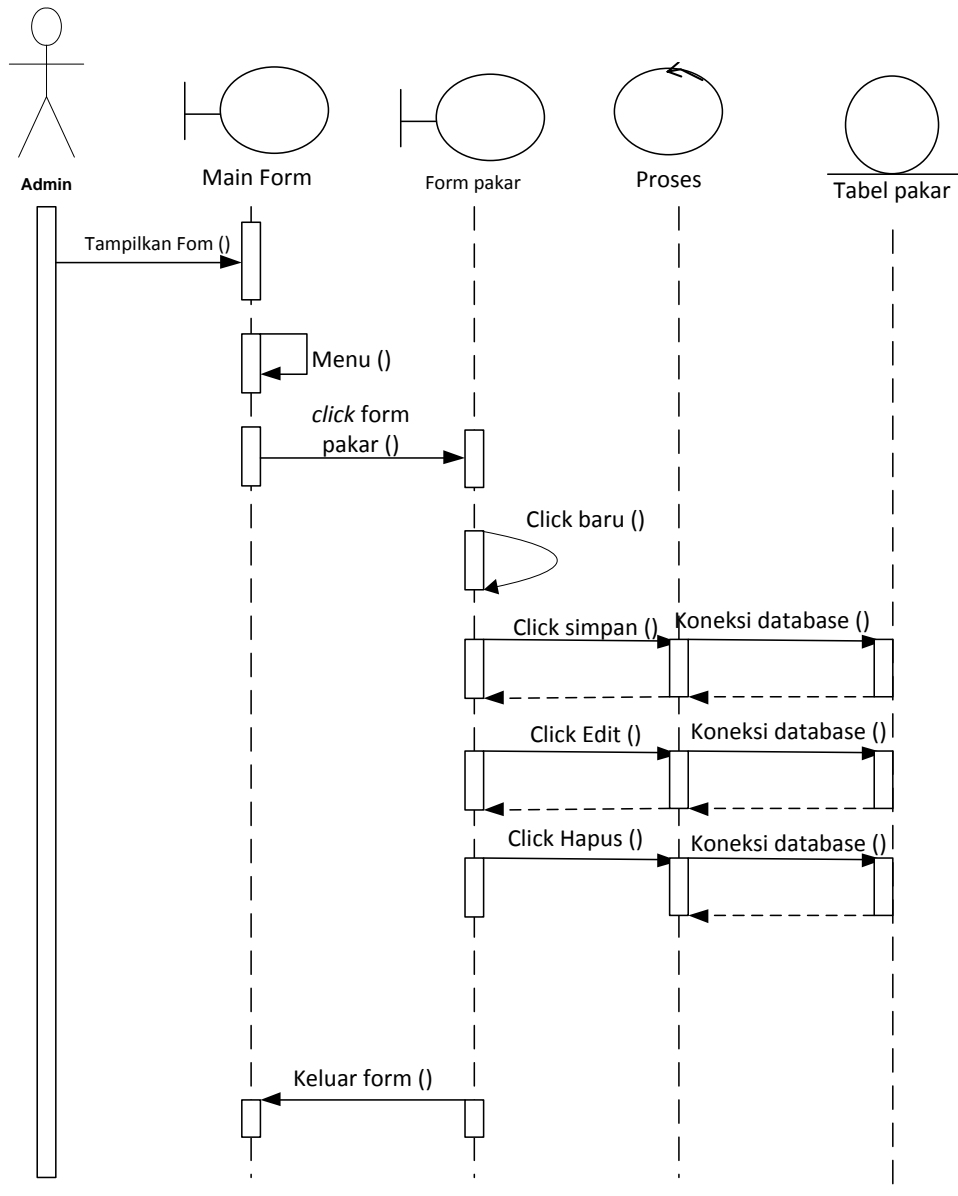 Admin
Main Form
Form pakar
Proses
Tabel pakar
Tampilkan Fom ()
Menu ()
click form
pakar ()
Click baru ()
Click simpan ()
Koneksi database ()
Click Edit ()
Koneksi database ()
Click Hapus ()
Koneksi database ()
Keluar form ()